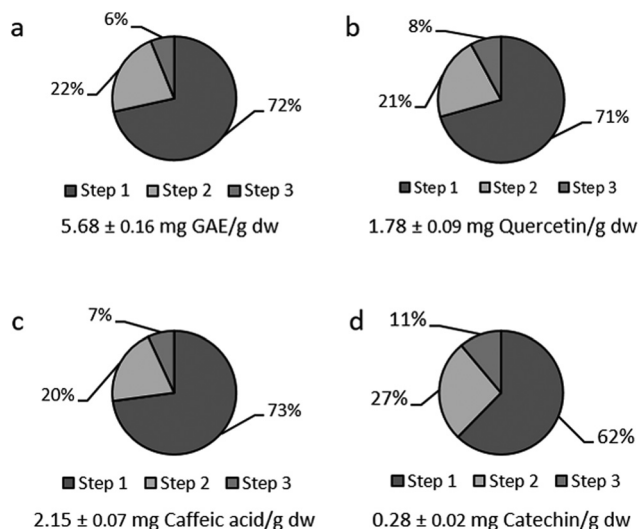 a
6%
22%
72%
Step 1 Step 2 Step 3
5.68 ± 0.16 mg GAE/g dw
b
8%
21%
71%
Step 1 Step 2 Step 3
1.78 ± 0.09 mg Quercetin/g dw
c
7%
20%
73%
Step 1 Step 2 Step 3
2.15 ± 0.07 mg Caffeic acid/g dw
d
11%
27%
62%
Step 1 Step 2 Step 3
0.28 ± 0.02 mg Catechin/g dw